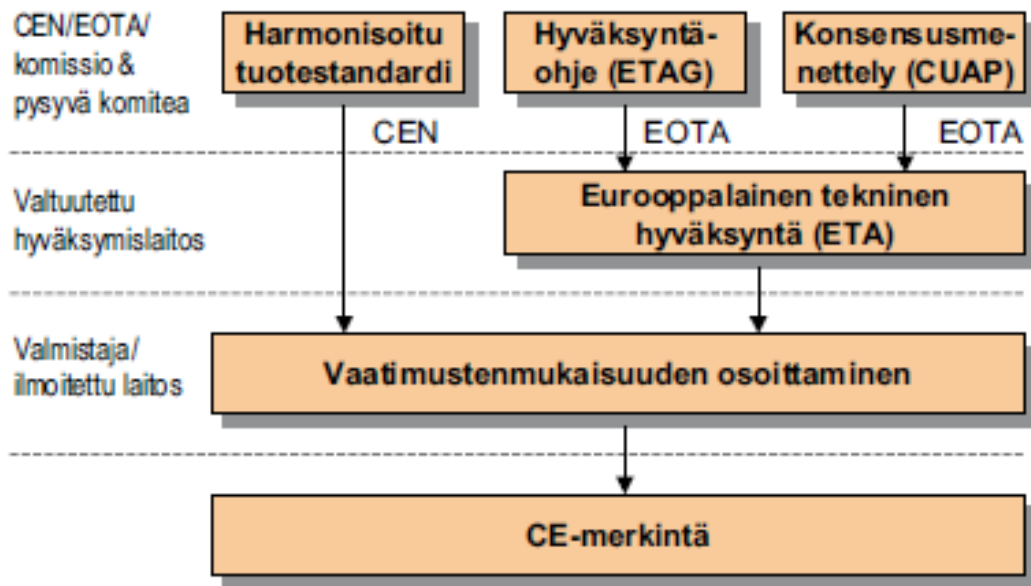 CEN/EOTA/
komissio &
pysyvä komitea
Harmonisoitu
tuotestandardi
Hyväksyntä-
ohje (ETAG)
Konsensusme-
nettely (CUAP)
CEN
EOTA
EOTA
Valtuutettu
hyväksymislaitos
Eurooppalainen tekninen
hyväksyntä (ETA)
Valmistaja/
ilmoitettu laitos
Vaatimustenmukaisuuden osoittaminen
CE-merkintä